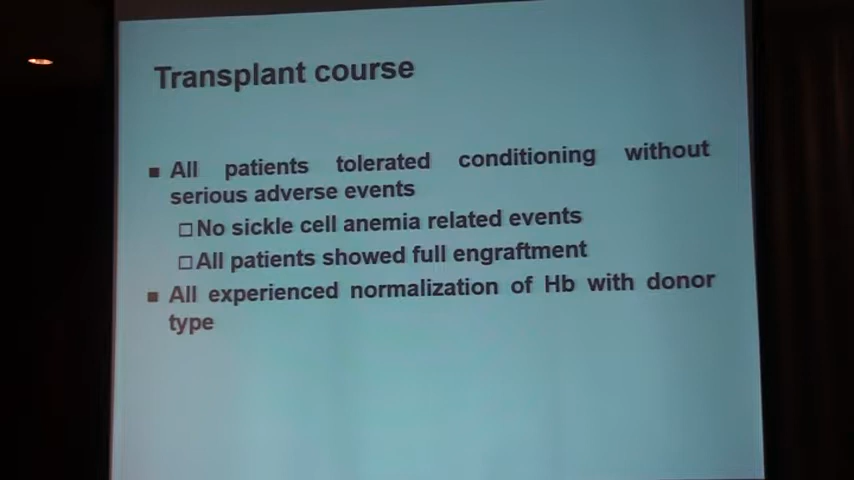 Transplant course
All patients tolerated conditioning without
serious adverse events
No sickle cell anemia related events
All patients showed full engraftment
All experienced normalization of Hb with donor
type